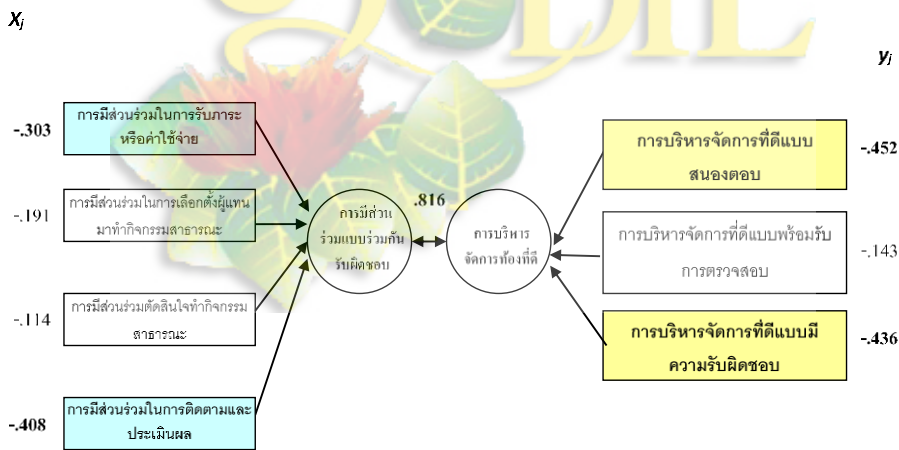 Xj
yj
-.303
การมีส่วนร่วมในการรับภาระ
หรือค่าใช้จ่าย
-.191
การมีส่วนร่วมในการเลือกตั้งผู้แทน
มาทำกิจกรรมสาธารณะ
-.114
การมีส่วนร่วมตัดสินใจทำกิจกรรม
สาธารณะ
-.408
การมีส่วนร่วมในการติดตามและ
ประเมินผล
การมีส่วน
ร่วมแบบร่วมกัน
รับผิดชอบ
.816
การบริหาร
จัดการท้องที่ดี
การบริหารจัดการที่ดีแบบ
สนองตอบ
-.452
การบริหารจัดการที่ดีแบบพร้อมรับ
การตรวจสอบ
-.143
การบริหารจัดการที่ดีแบบมี
ความรับผิดชอบ
-.436